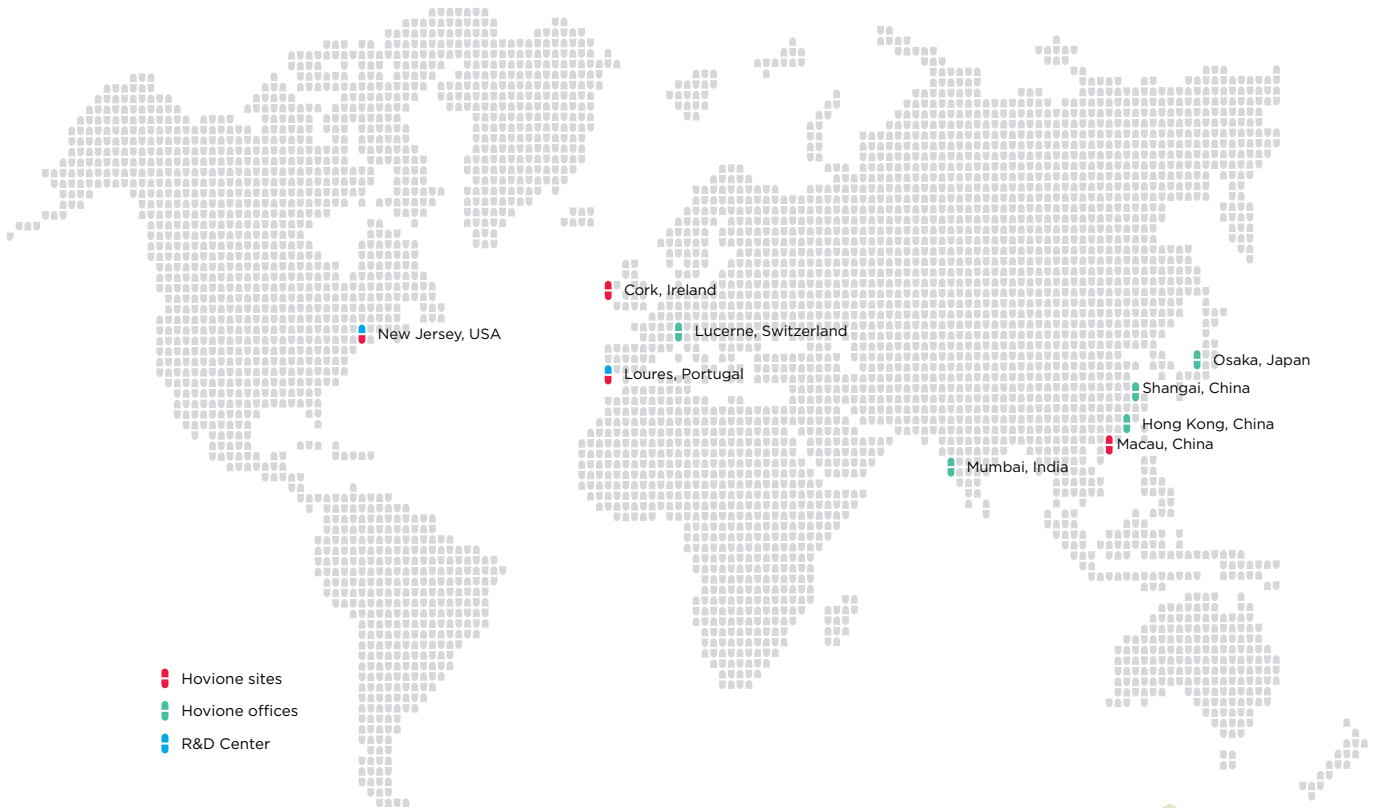 Cork, Ireland
Lucerne, Switzerland
New Jersey, USA
Osaka, Japan
Loures, Portugal
Shangai, China
Hong Kong, China
Macau, China
Mumbai, India
Hovione sites
Hovione offices
R&D Center